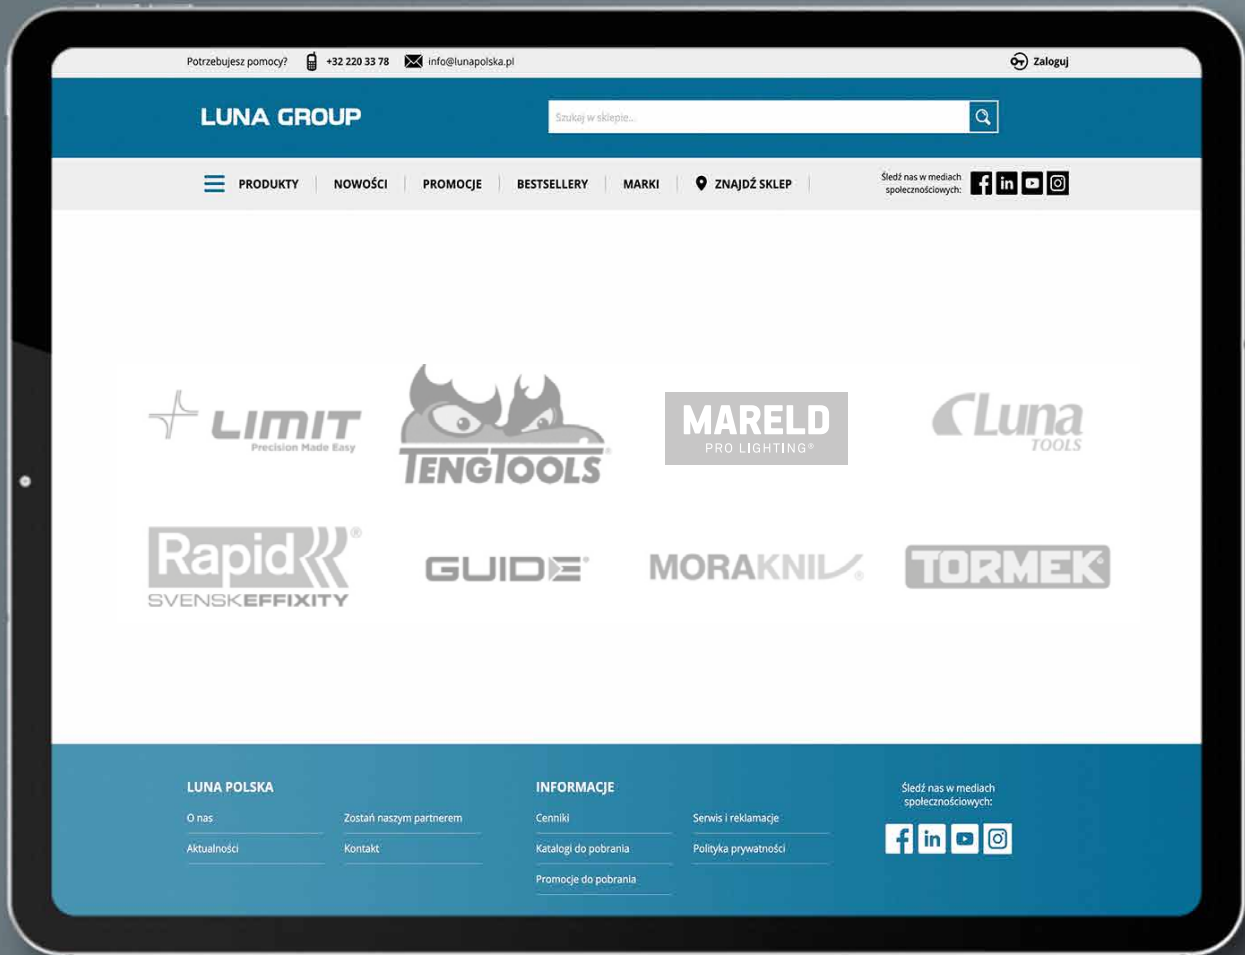 Potrzebujesz pomocy? +32 220 33 78 info@lunapolska.pl Zaloguj
LUNA GROUP
Szukaj w sklepie...
PRODUKTY NOWOŚCI PROMOCJE BESTSELLERY MARKI ZNAJDŹ SKLEP
Śledź nas w mediach
społecznościowych:
LIMIT
Precision Made Easy
TENGTOOLS®
MARELD
PRO LIGHTING®
Luna
TOOLS
Rapid®
SVENSKEFFIXITY
GUIDE®
MORAKNIV®
TORMEK®
LUNA POLSKA
O nas
Zostań naszym partnerem
Aktualności
Kontakt
INFORMACJE
Cenniki
Serwis i reklamacje
Katalogi do pobrania
Polityka prywatności
Promocje do pobrania
Śledź nas w mediach
społecznościowych: